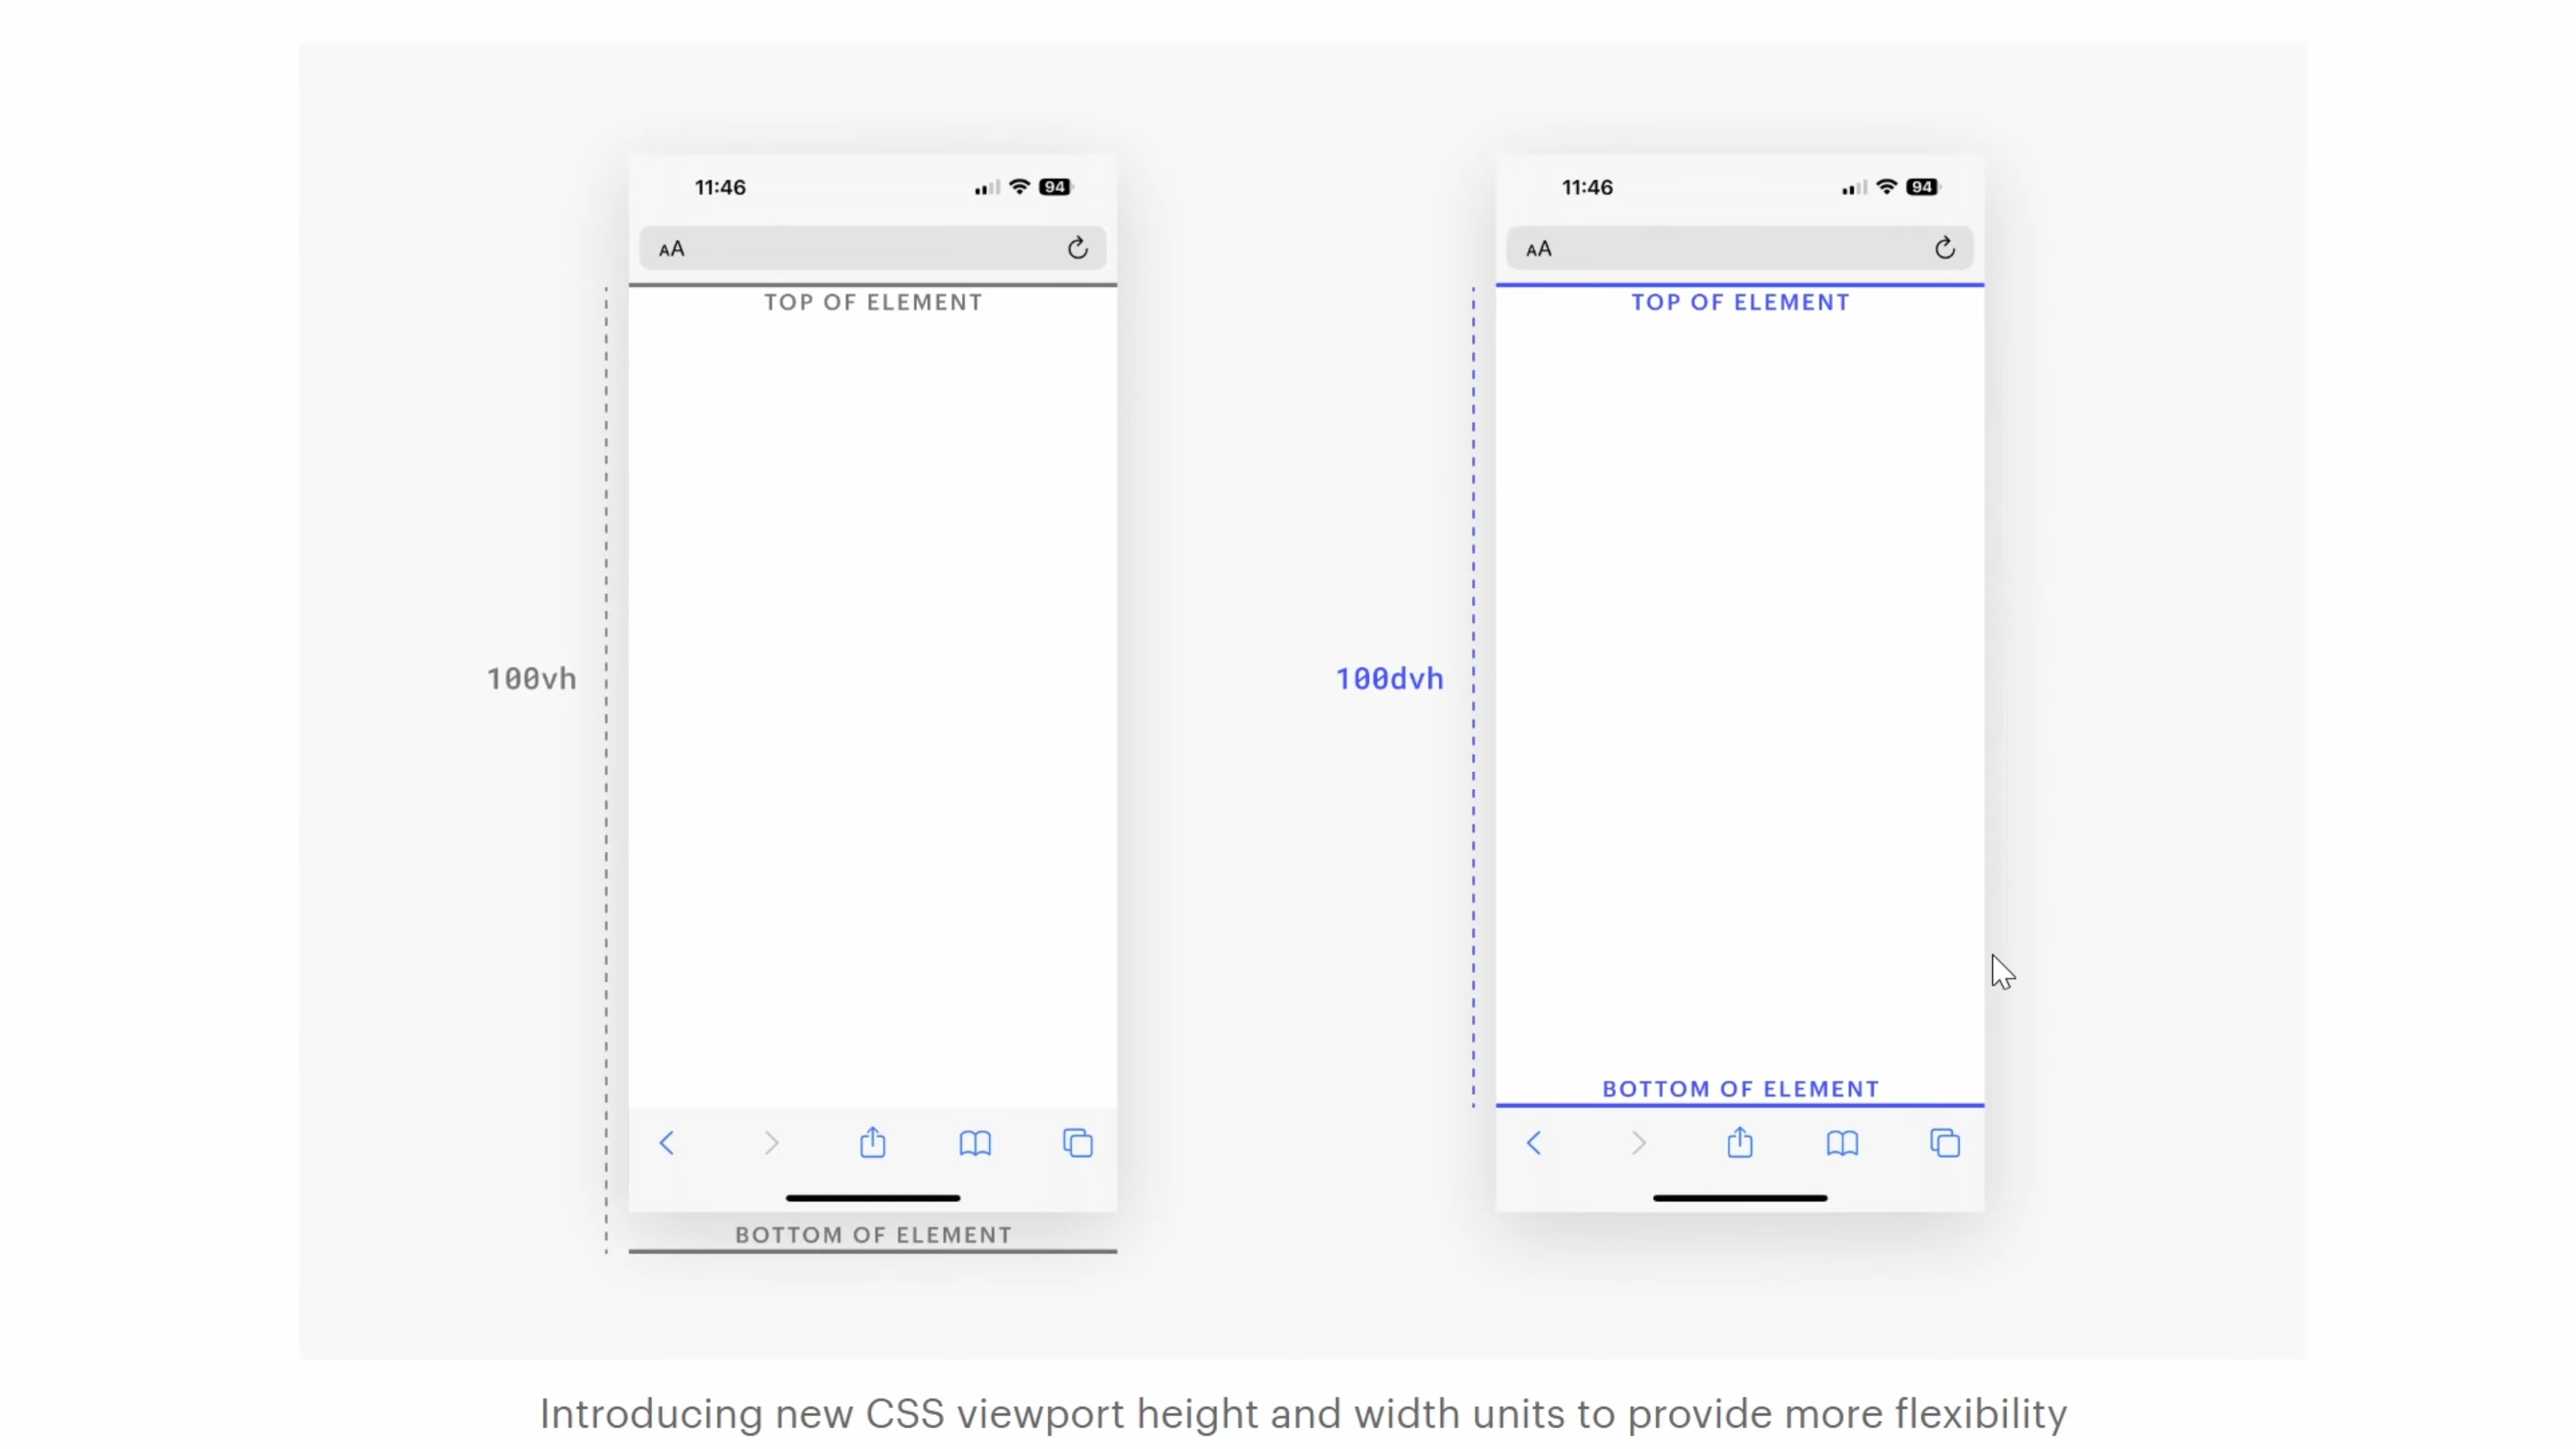 11:46 94
AA
TOP OF ELEMENT
100vh
BOTTOM OF ELEMENT
11:46 94
AA
TOP OF ELEMENT
100dvh
BOTTOM OF ELEMENT
Introducing new CSS viewport height and width units to provide more flexibility